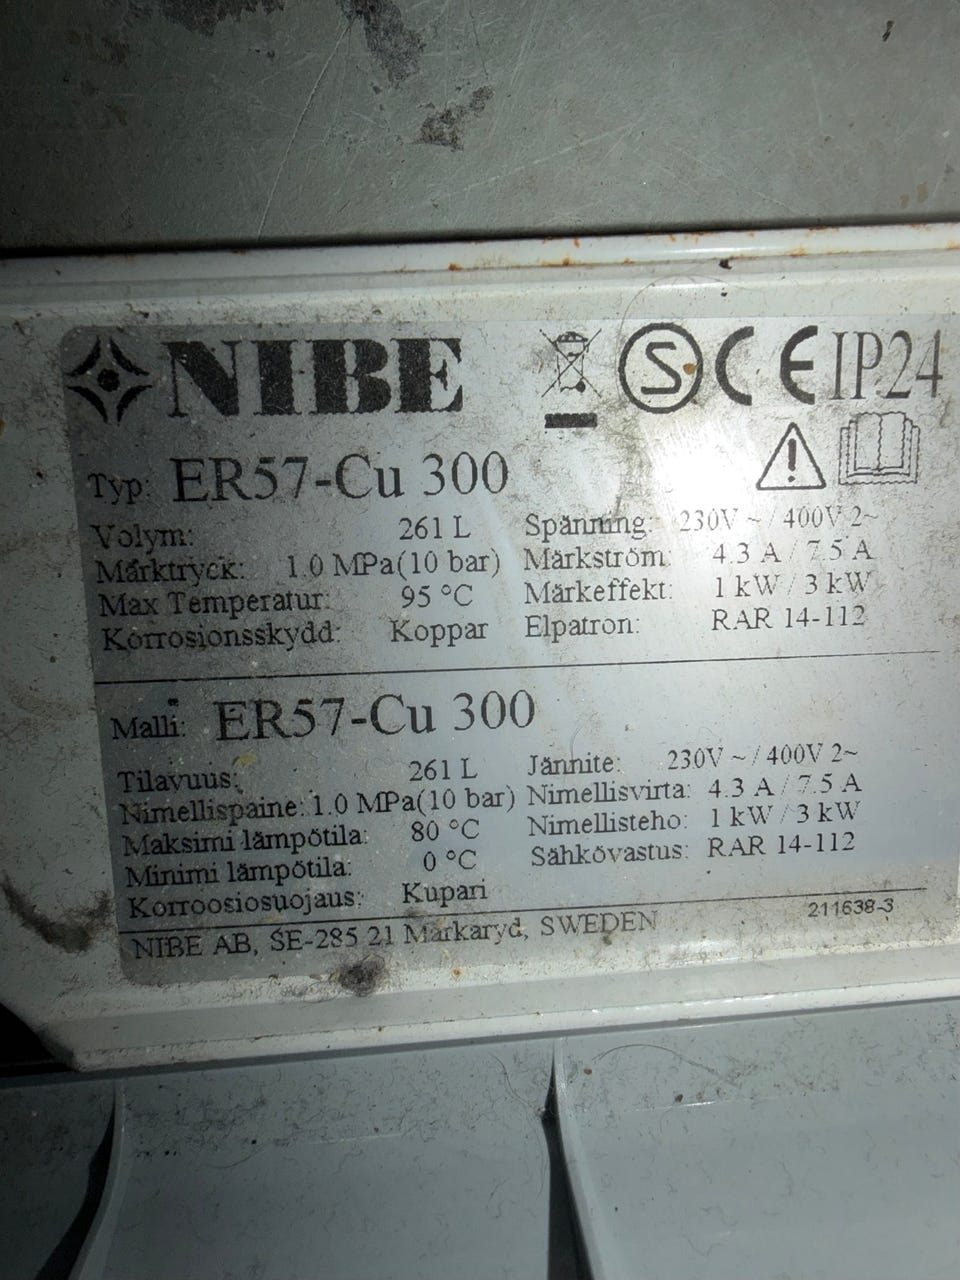 NIBE S CE IP24
Typ: ER57-Cu 300
Volym: 261 L Spänning: 230V ~ / 400V 2~
Märktryck: 1.0 MPa(10 bar) Märkström: 4.3 A / 7.5 A
Max Temperatur: 95 °C Märkeffekt: 1 kW / 3 kW
Korrosionsskydd: Koppar Elpatron: RAR 14-112
Malli: ER57-Cu 300
Tilavuus: 261 L Jännite: 230V ~ / 400V 2~
Nimellispaine: 1.0 MPa(10 bar) Nimellisvirta: 4.3 A / 7.5 A
Maksimi lämpötila: 80 °C Nimellisteho: 1 kW / 3 kW
Minimi lämpötila: 0 °C Sähkövastus: RAR 14-112
Korroosiosuojaus: Kupari
NIBE AB, SE-285 21 Markaryd, SWEDEN 211638-3